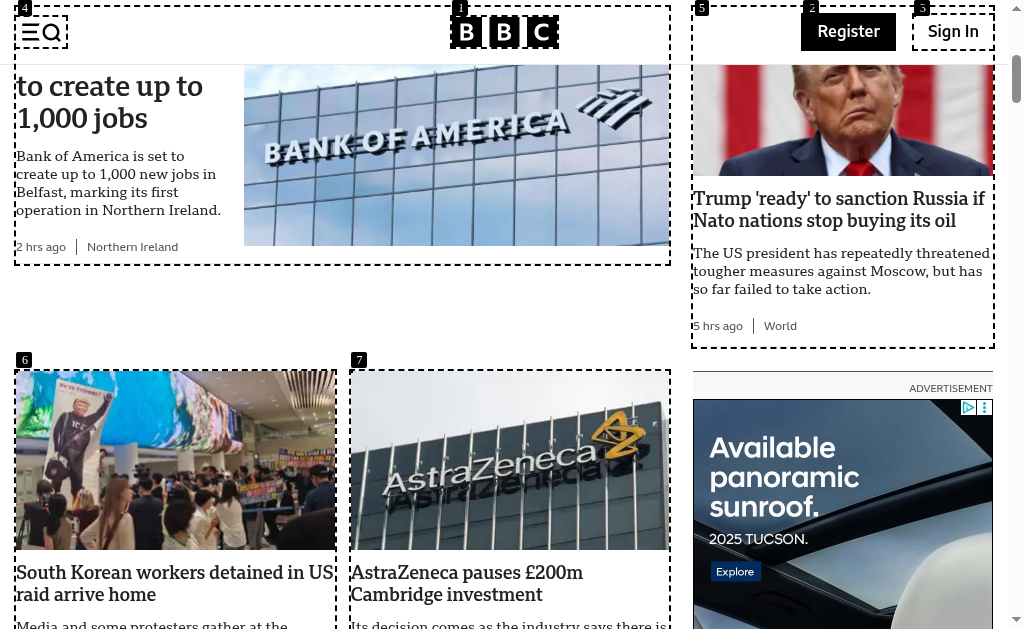 4
1
5
2
3
BBC
Register
Sign In
to create up to
1,000 jobs
Bank of America is set to
create up to 1,000 new jobs in
Belfast, marking its first
operation in Northern Ireland.
2 hrs ago
Northern Ireland
BANK OF AMERICA
Trump 'ready' to sanction Russia if
Nato nations stop buying its oil
The US president has repeatedly threatened
tougher measures against Moscow, but has
so far failed to take action.
5 hrs ago
World
6
South Korean workers detained in US
raid arrive home
Media and some protesters gather at the
7
AstraZeneca
AstraZeneca pauses £200m
Cambridge investment
Its decision comes as the industry says there is
ADVERTISEMENT
Available
panoramic
sunroof.
2025 TUCSON.
Explore